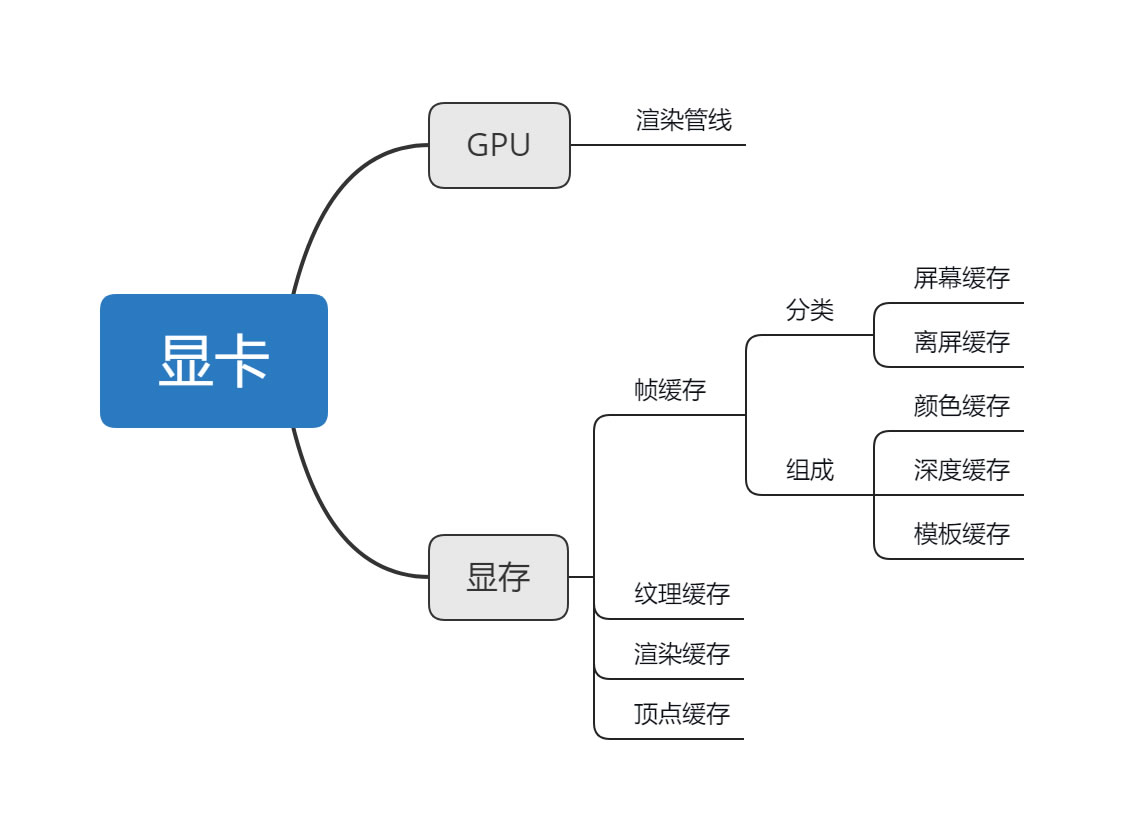 显卡
GPU
渲染管线
显存
帧缓存
分类
屏幕缓存
离屏缓存
组成
颜色缓存
深度缓存
模板缓存
纹理缓存
渲染缓存
顶点缓存